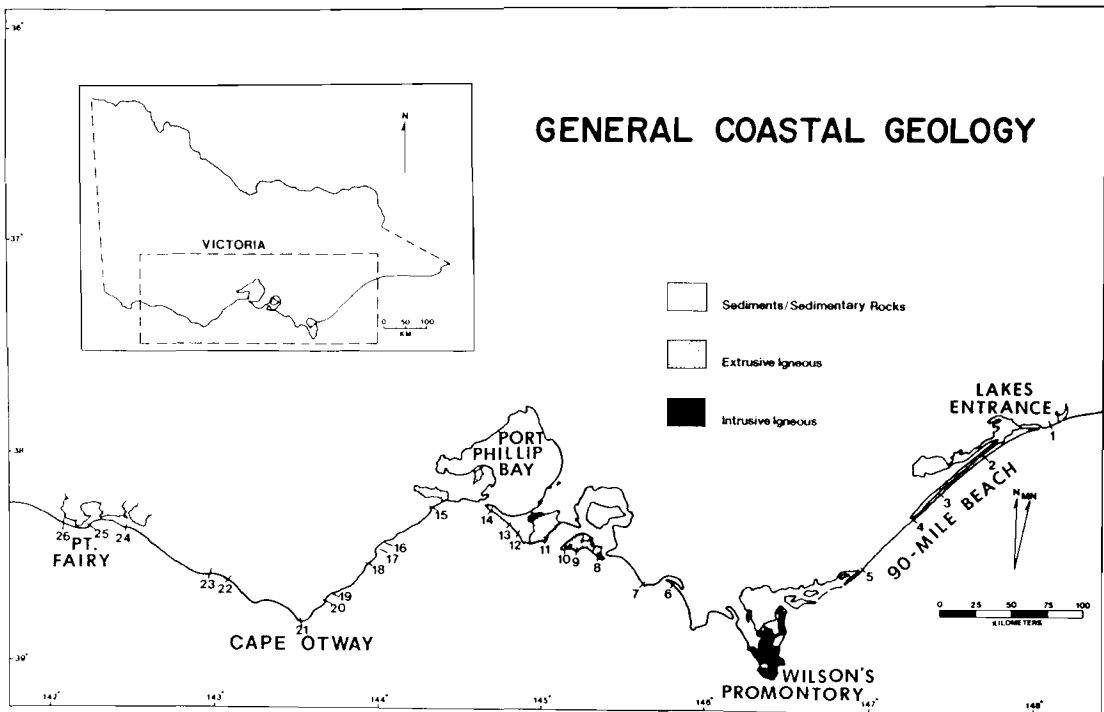 GENERAL COASTAL GEOLOGY
36°
37°
38°
39°
N
VICTORIA
0 50 100
KM
Sediments/Sedimentary Rocks
Extrusive Igneous
Intrusive Igneous
LAKES
ENTRANCE
1
2
3
4
90-MILE BEACH
5
N MN
0 25 50 75 100
KILOMETERS
PORT
PHILLIP
BAY
15
14
13
12
11
10
9
8
7
6
16
17
18
19
20
21
22
23
24
25
26
PT.
FAIRY
CAPE OTWAY
WILSON'S
PROMONTORY
142° 143° 144° 145° 146° 147° 148°